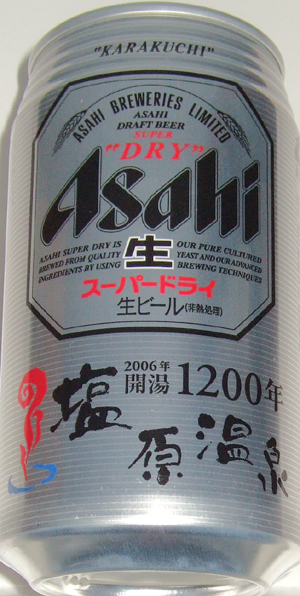 "KARAKUCHI"
ASAHI BREWERIES LIMITED
ASAHI
DRAFT BEER
SUPER
"DRY"
Asahi
ASAHI SUPER DRY IS
BREWED FROM QUALITY
INGREDIENTS BY USING
生
OUR PURE CULTURED
YEAST AND OUR ADVANCED
BREWING TECHNIQUES
スーパードライ
生ビール(非熱処理)
2006年
開湯 1200年
塩原温泉